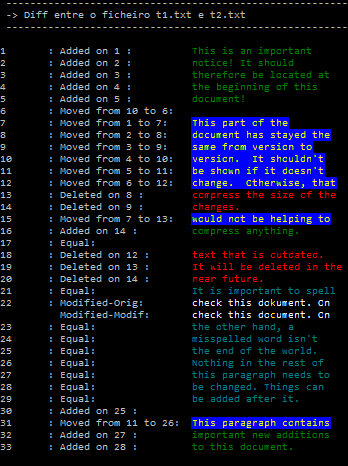 -> Diff entre o ficheiro t1.txt e t2.txt
1 : Added on 1 : This is an important
2 : Added on 2 : notice! It should
3 : Added on 3 : therefore be located at
4 : Added on 4 : the beginning of this
5 : Added on 5 : document!
6 : Moved from 10 to 6:
7 : Moved from 1 to 7: This part of the
8 : Moved from 2 to 8: document has stayed the
9 : Moved from 3 to 9: same from version to
10 : Moved from 4 to 10: version. It shouldn't
11 : Moved from 5 to 11: be shown if it doesn't
12 : Moved from 6 to 12: change. Otherwise, that
13 : Deleted on 8 : compress the size of the
14 : Deleted on 9 : changes.
15 : Moved from 7 to 13: would not be helping to
16 : Added on 14 : compress anything.
17 : Equal:
18 : Deleted on 12 : text that is outdated.
19 : Deleted on 13 : It will be deleted in the
20 : Deleted on 14 : near future.
21 : Equal: It is important to spell
22 : Modified-Orig: check this dokument. On
Modified-Modif: check this document. On
23 : Equal: the other hand, a
24 : Equal: misspelled word isn't
25 : Equal: the end of the world.
26 : Equal: Nothing in the rest of
27 : Equal: this paragraph needs to
28 : Equal: be changed. Things can
29 : Equal: be added after it.
30 : Added on 25 :
31 : Moved from 11 to 26: This paragraph contains
32 : Added on 27 : important new additions
33 : Added on 28 : to this document.